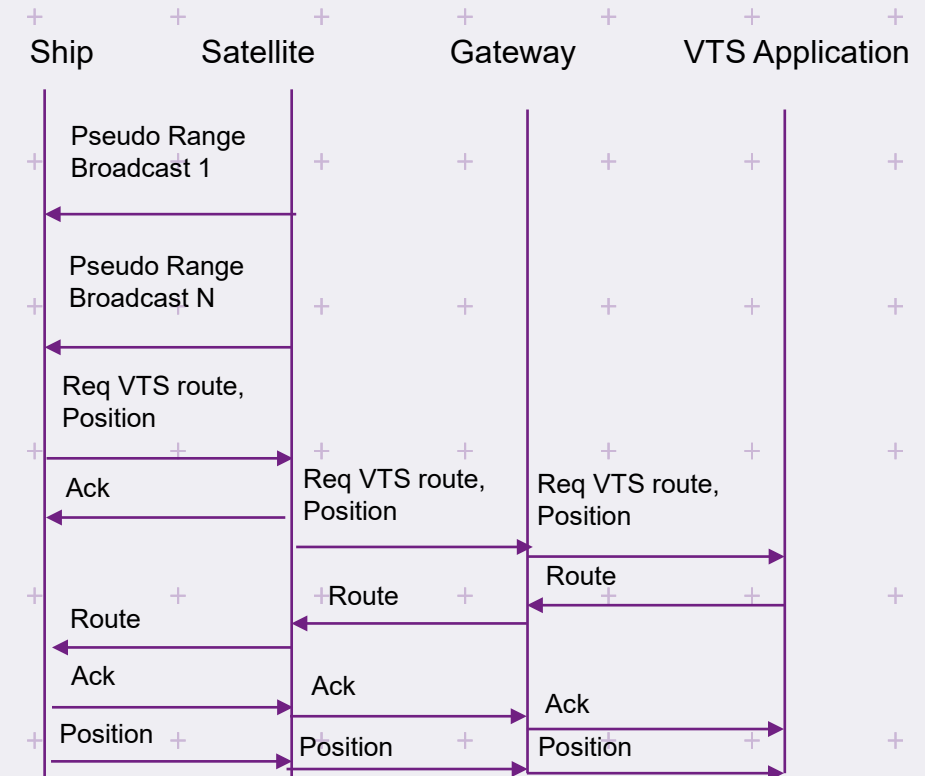 Ship Satellite Gateway VTS Application
Pseudo Range
Broadcast 1
Pseudo Range
Broadcast N
Req VTS route,
Position
Ack
Req VTS route,
Position
Req VTS route,
Position
Route
Route
Route
Ack
Ack
Ack
Position
Position
Position